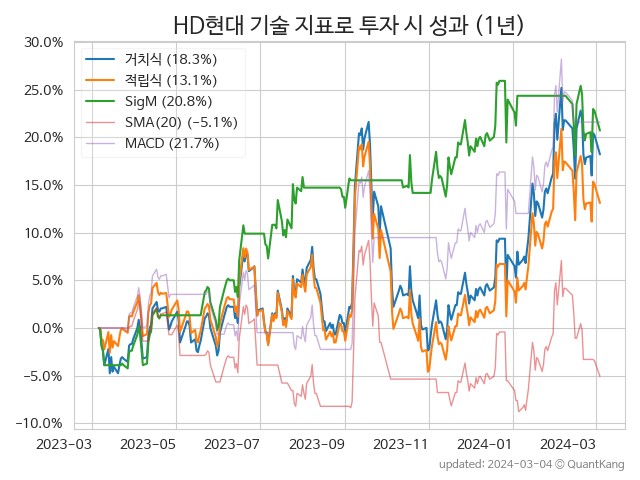 HD현대 기술 지표로 투자 시 성과 (1년)
30.0%
25.0%
20.0%
15.0%
10.0%
5.0%
0.0%
−5.0%
−10.0%
거치식 (18.3%)
적립식 (13.1%)
SigM (20.8%)
SMA(20) (−5.1%)
MACD (21.7%)
2023-03 2023-05 2023-07 2023-09 2023-11 2024-01 2024-03
updated: 2024-03-04 © QuantKang